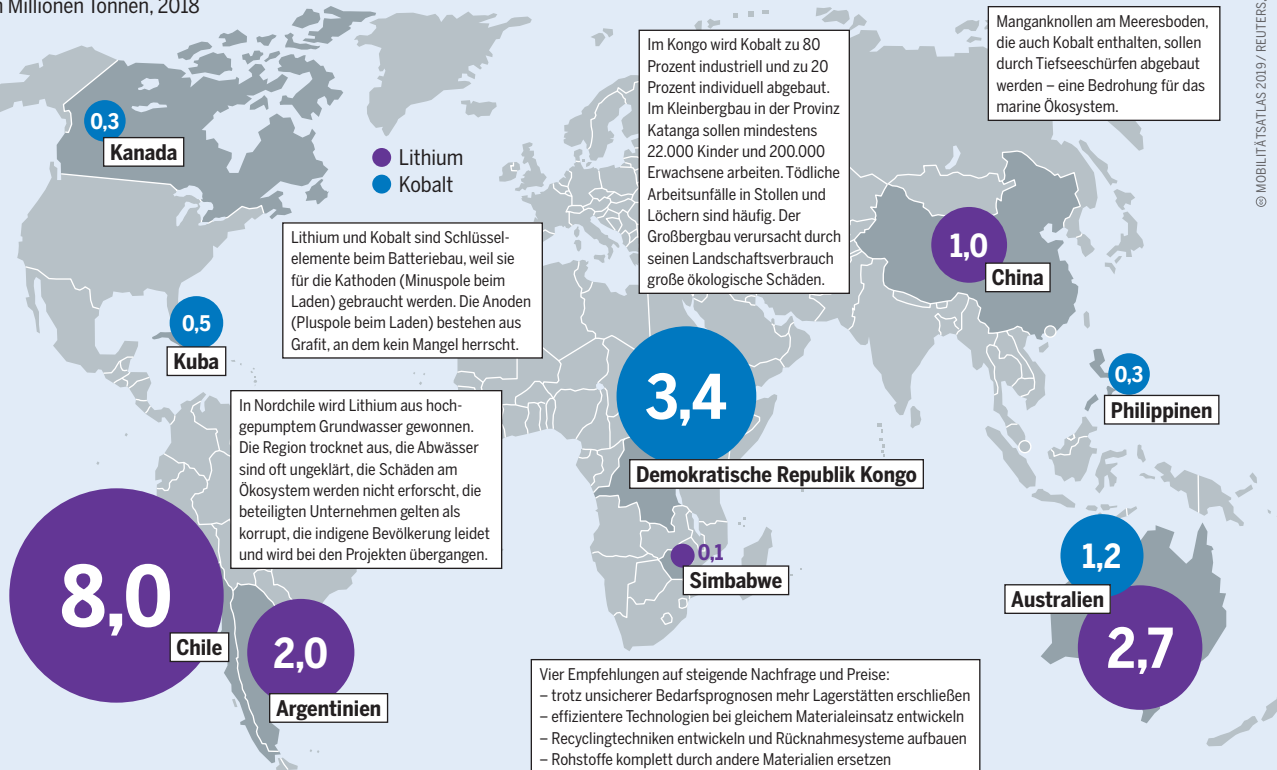 Millionen Tonnen, 2018
Manganknollen am Meeresboden,
die auch Kobalt enthalten, sollen
durch Tiefseeschürfen abgebaut
werden – eine Bedrohung für das
marine Ökosystem.
© MOBILITÄTSATLAS 2019 / REUTERS,
Im Kongo wird Kobalt zu 80
Prozent industriell und zu 20
Prozent individuell abgebaut.
Im Kleinbergbau in der Provinz
Katanga sollen mindestens
22.000 Kinder und 200.000
Erwachsene arbeiten. Tödliche
Arbeitsunfälle in Stollen und
Löchern sind häufig. Der
Großbergbau verursacht durch
seinen Landschaftsverbrauch
große ökologische Schäden.
0,3
Kanada
Lithium
Kobalt
Lithium und Kobalt sind Schlüssel-
elemente beim Batteriebau, weil sie
für die Kathoden (Minuspole beim
Laden) gebraucht werden. Die Anoden
(Pluspole beim Laden) bestehen aus
Grafit, an dem kein Mangel herrscht.
1,0
China
0,5
Kuba
3,4
Demokratische Republik Kongo
0,3
Philippinen
In Nordchile wird Lithium aus hoch-
gepumptem Grundwasser gewonnen.
Die Region trocknet aus, die Abwässer
sind oft ungeklärt, die Schäden am
Ökosystem werden nicht erforscht, die
beteiligten Unternehmen gelten als
korrupt, die indigene Bevölkerung leidet
und wird bei den Projekten übergangen.
0,1
Simbabwe
8,0
Chile
2,0
Argentinien
1,2
Australien
2,7
Vier Empfehlungen auf steigende Nachfrage und Preise:
– trotz unsicherer Bedarfsprognosen mehr Lagerstätten erschließen
– effizientere Technologien bei gleichem Materialeinsatz entwickeln
– Recyclingtechniken entwickeln und Rücknahmesysteme aufbauen
– Rohstoffe komplett durch andere Materialien ersetzen